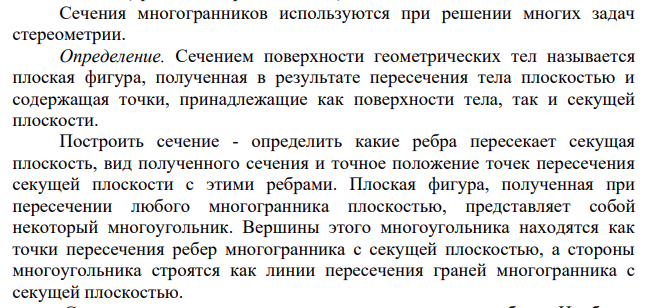 Сечения многогранников используются при решении многих задач
стереометрии.
Определение. Сечением поверхности геометрических тел называется
плоская фигура, полученная в результате пересечения тела плоскостью и
содержащая точки, принадлежащие как поверхности тела, так и секущей
плоскости.
Построить сечение - определить какие ребра пересекает секущая
плоскость, вид полученного сечения и точное положение точек пересечения
секущей плоскости с этими ребрами. Плоская фигура, полученная при
пересечении любого многогранника плоскостью, представляет собой
некоторый многоугольник. Вершины этого многоугольника находятся как
точки пересечения ребер многогранника с секущей плоскостью, а стороны
многоугольника строятся как линии пересечения граней многогранника с
секущей плоскостью.